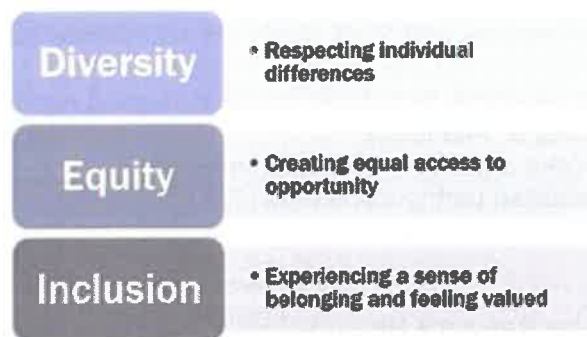 Diversity
• Respecting individual
differences
Equity
• Creating equal access to
opportunity
Inclusion
• Experiencing a sense of
belonging and feeling valued